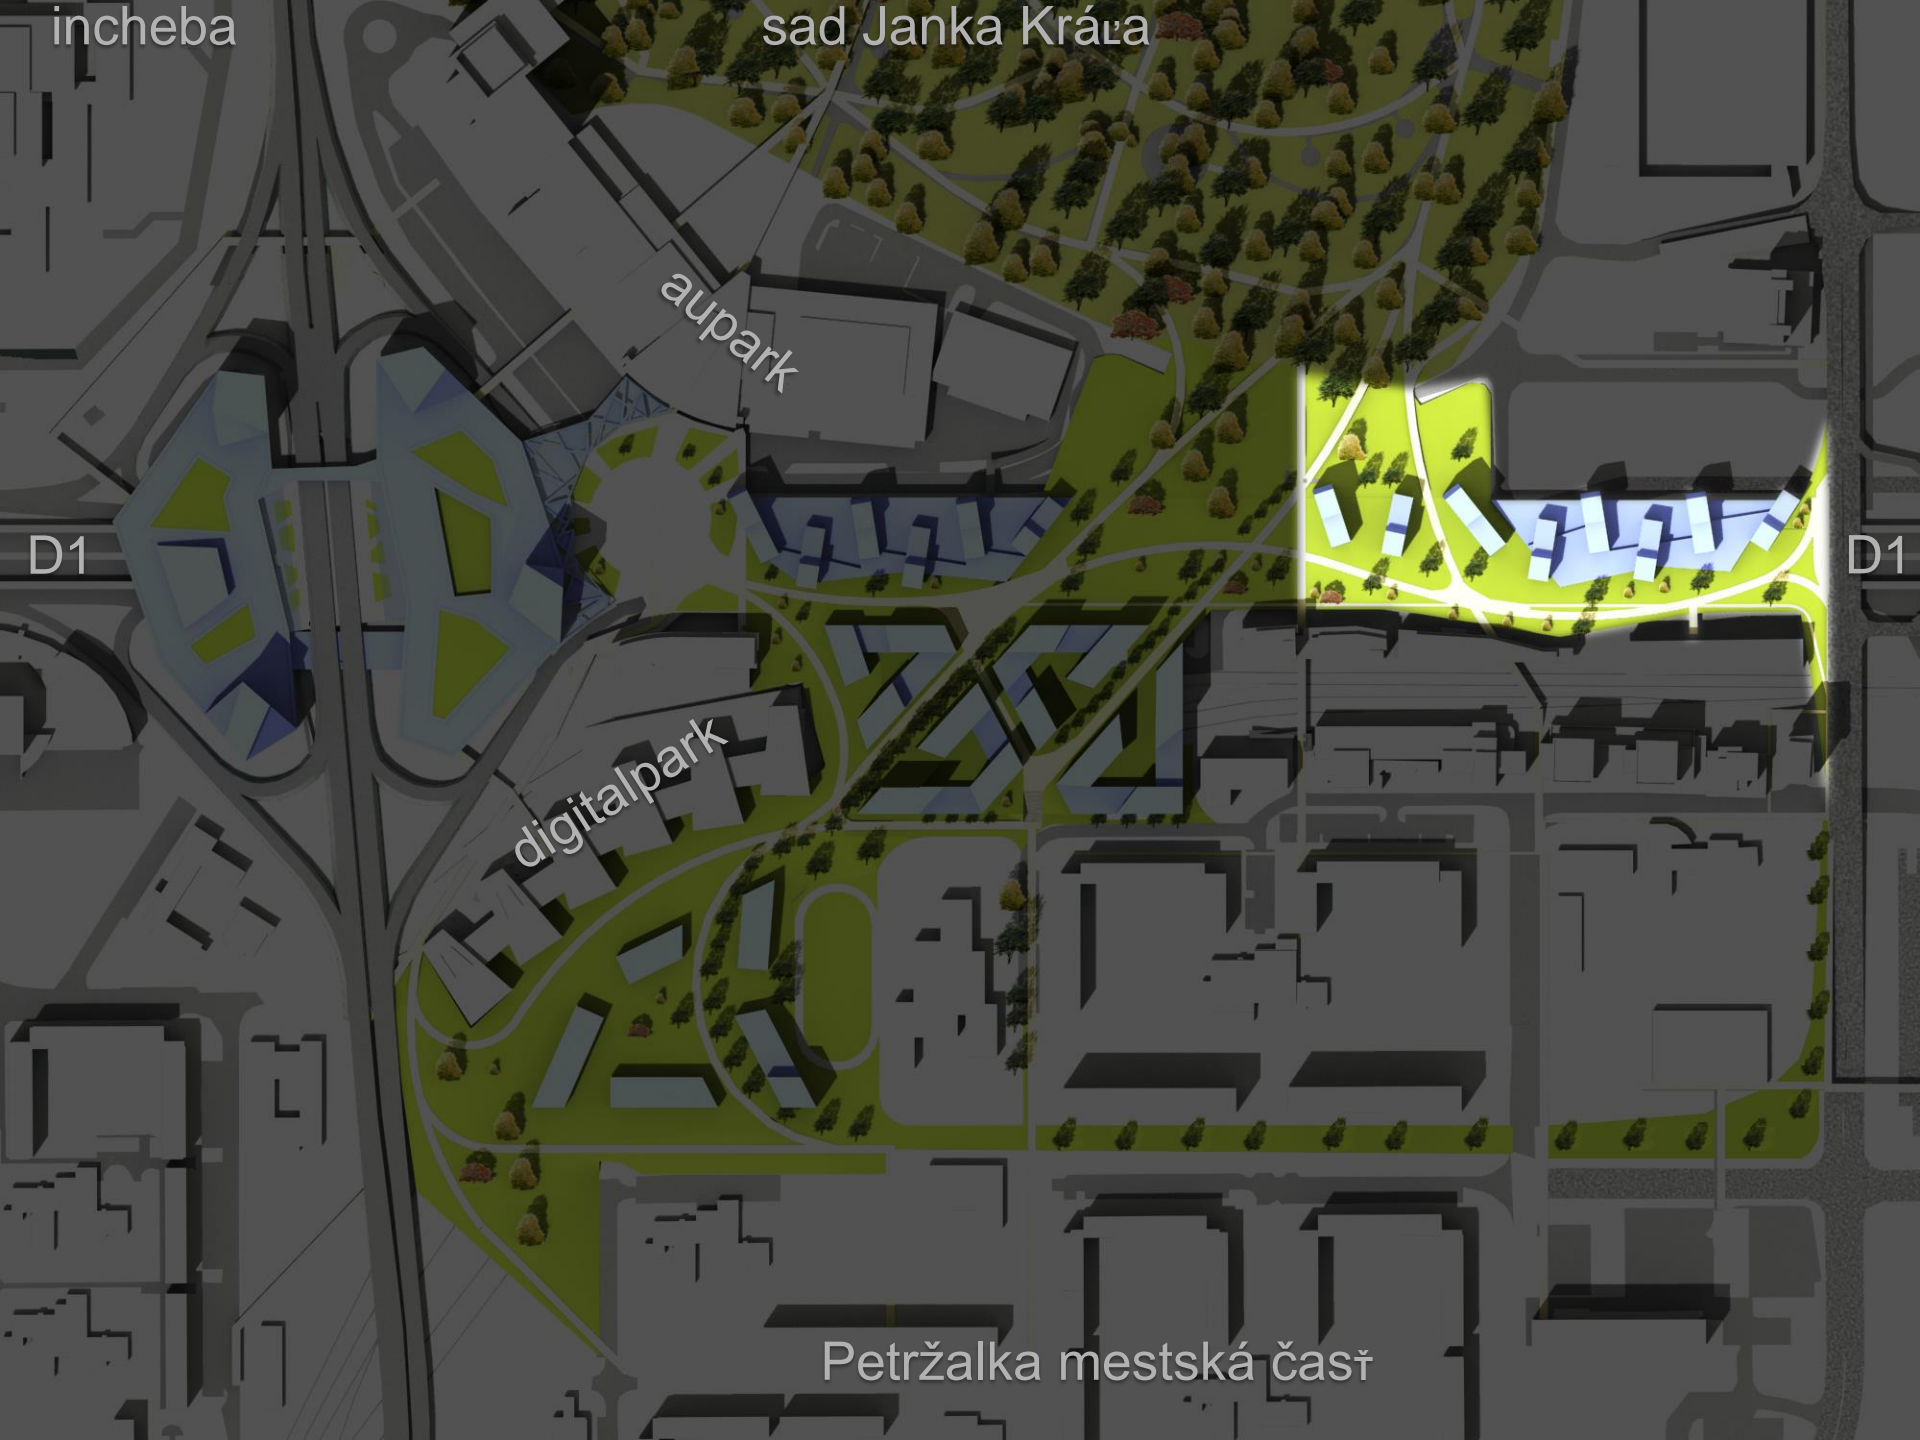 incheba
sad Janka Kráľa
aupark
D1
D1
digitalpark
Petržalka mestská časť